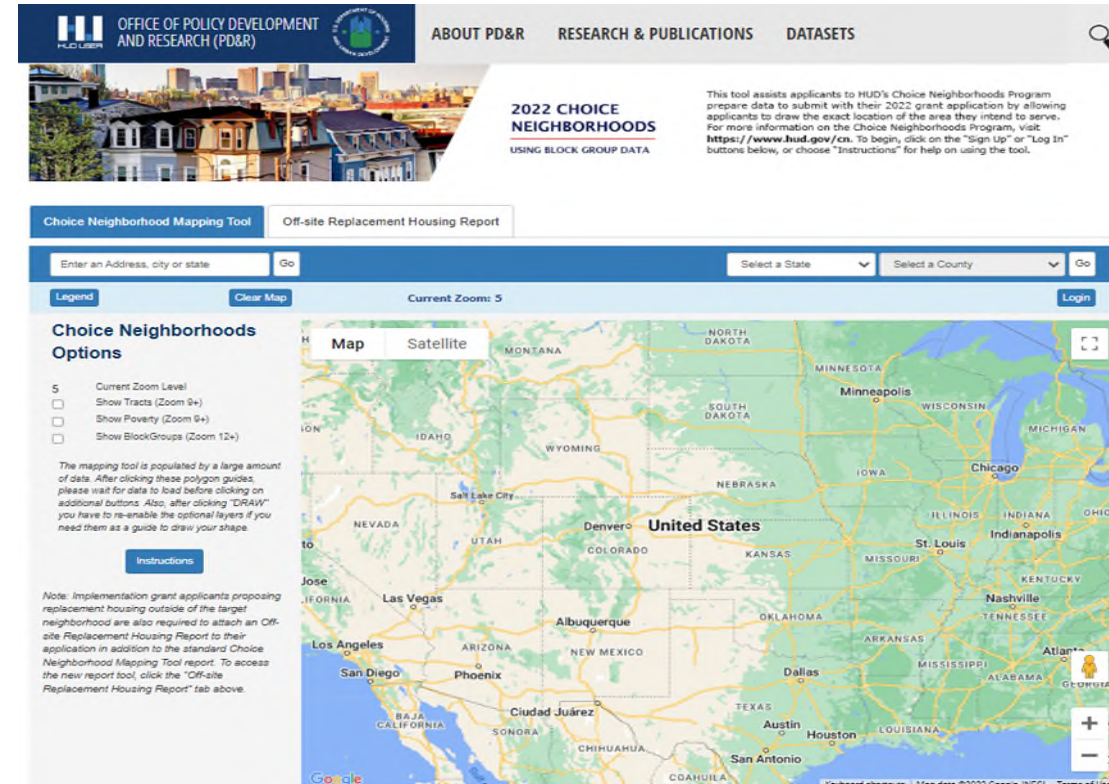 HUD USER
OFFICE OF POLICY DEVELOPMENT
AND RESEARCH (PD&R)
ABOUT PD&R
RESEARCH & PUBLICATIONS
DATASETS
2022 CHOICE
NEIGHBORHOODS
USING BLOCK GROUP DATA
This tool assists applicants to HUD's Choice Neighborhoods Program
prepare data to submit with their 2022 grant application by allowing
applicants to draw the exact location of the area they intend to serve.
For more information on the Choice Neighborhoods Program, visit
https://www.hud.gov/cn. To begin, click on the "Sign Up" or "Log In"
buttons below, or choose "Instructions" for help on using the tool.
Choice Neighborhood Mapping Tool
Off-site Replacement Housing Report
Enter an Address, city or state
Go
Select a State
Select a County
Go
Legend
Clear Map
Current Zoom: 5
Login
Choice Neighborhoods
Options
5 Current Zoom Level
Show Tracts (Zoom 9+)
Show Poverty (Zoom 9+)
Show BlockGroups (Zoom 12+)
The mapping tool is populated by a large amount
of data. After clicking these polygon guides,
please wait for data to load before clicking on
additional buttons. Also, after clicking "DRAW"
you have to re-enable the optional layers if you
need them as a guide to draw your shape.
Instructions
Note: Implementation grant applicants proposing
replacement housing outside of the target
neighborhood are also required to attach an Off-
site Replacement Housing Report to their
application in addition to the standard Choice
Neighborhood Mapping Tool report. To access
the new report tool, click the "Off-site
Replacement Housing Report" tab above.
Map
Satellite
MONTANA
NORTH
DAKOTA
MINNESOTA
Minneapolis
SOUTH
DAKOTA
WISCONSIN
MICHIGAN
ION
IDAHO
WYOMING
IOWA
Chicago
NEBRASKA
Salt Lake City
ILLINOIS
INDIANA
OHIO
NEVADA
Denver
United States
Indianapolis
to
UTAH
COLORADO
KANSAS
St. Louis
MISSOURI
Jose
KENTUCKY
IFORNIA
Las Vegas
Nashville
Albuquerque
OKLAHOMA
TENNESSEE
Los Angeles
ARIZONA
NEW MEXICO
ARKANSAS
Atlanta
San Diego
Phoenix
Dallas
MISSISSIPPI
ALABAMA
GEORGIA
BAJA
CALIFORNIA
Ciudad Juárez
TEXAS
SONORA
Austin
Houston
LOUISIANA
CHIHUAHUA
San Antonio
COAHUILA
Google